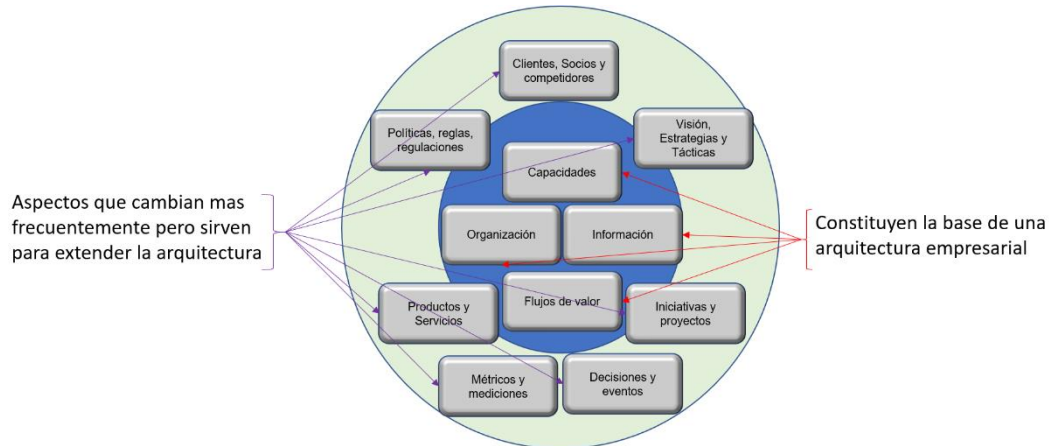 Clientes, Socios y
competidores
Políticas, reglas,
regulaciones
Visión,
Estrategias y
Tácticas
Capacidades
Aspectos que cambian mas
frecuentemente pero sirven
para extender la arquitectura
Organización
Información
Constituyen la base de una
arquitectura empresarial
Flujos de valor
Productos y
Servicios
Iniciativas y
proyectos
Métricos y
mediciones
Decisiones y
eventos